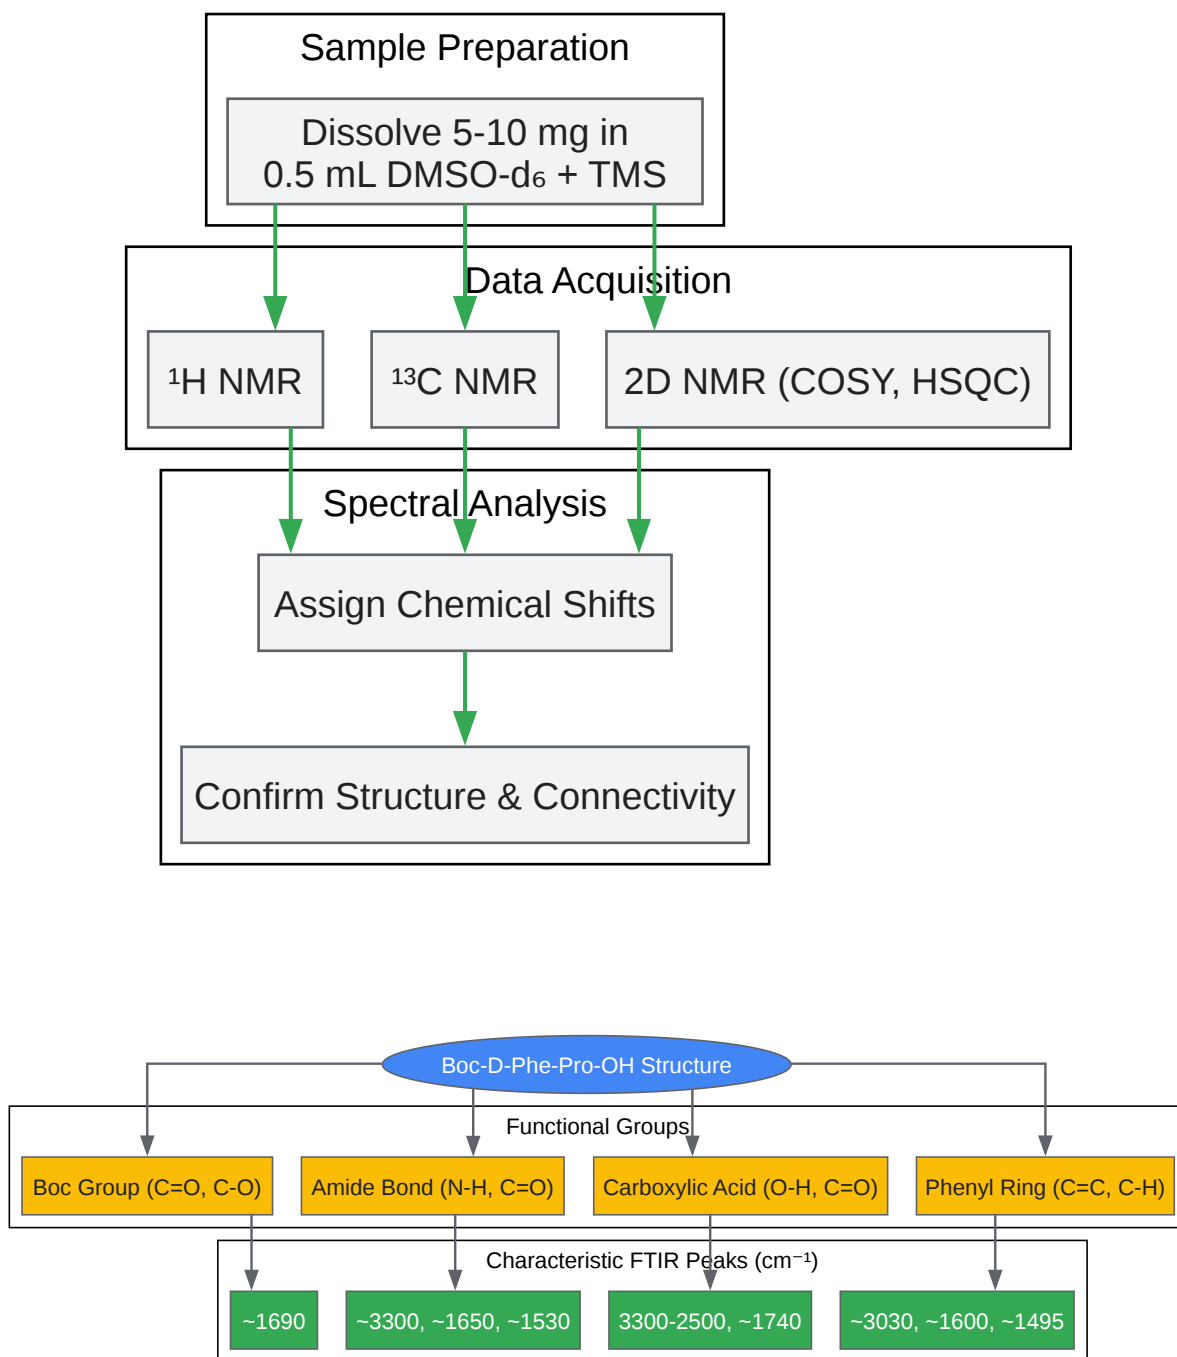 Sample Preparation
Dissolve 5-10 mg in
0.5 mL DMSO-d₆ + TMS
Data Acquisition
¹H NMR
¹³C NMR
2D NMR (COSY, HSQC)
Spectral Analysis
Assign Chemical Shifts
Confirm Structure & Connectivity
Boc-D-Phe-Pro-OH Structure
Functional Groups
Boc Group (C=O, C-O)
Amide Bond (N-H, C=O)
Carboxylic Acid (O-H, C=O)
Phenyl Ring (C=C, C-H)
Characteristic FTIR Peaks (cm⁻¹)
~1690
~3300, ~1650, ~1530
3300-2500, ~1740
~3030, ~1600, ~1495